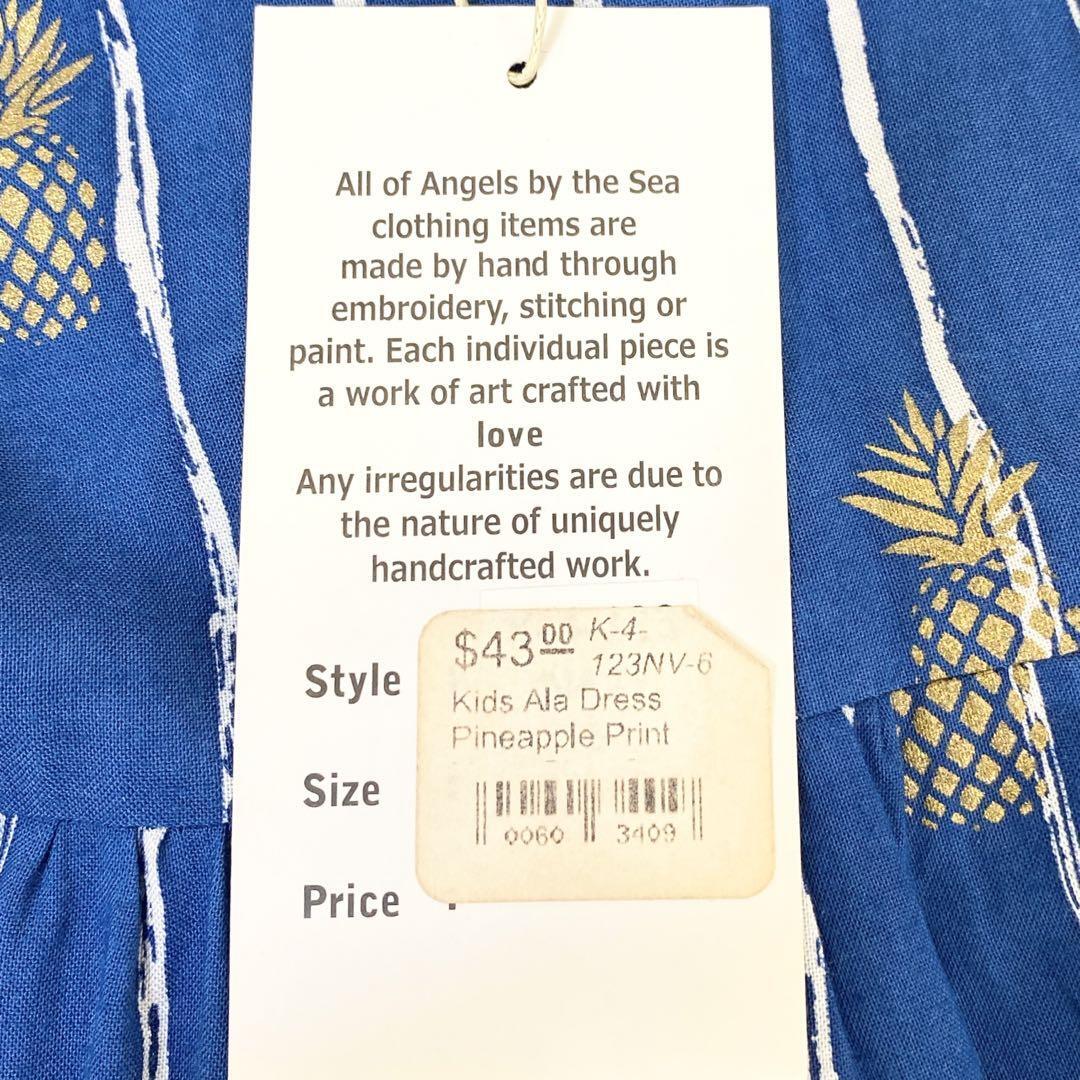 All of Angels by the Sea
clothing items are
made by hand through
embroidery, stitching or
paint. Each individual piece is
a work of art crafted with
love
Any irregularities are due to
the nature of uniquely
handcrafted work.
Style
Size
Price
$43.00 K-4-
123NV-6
Kids Ala Dress
Pineapple Print
0060 3409